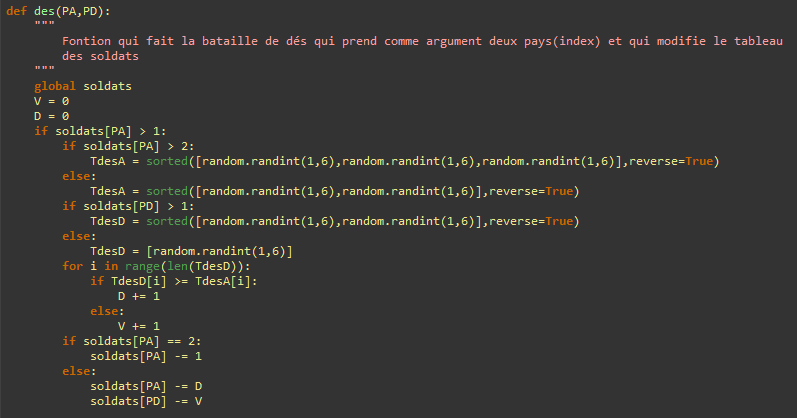 def des(PA,PD):
    """
        Fontion qui fait la bataille de dés qui prend comme argument deux pays(index) et qui modifie le tableau
        des soldats
    """
    global soldats
    V = 0
    D = 0
    if soldats[PA] > 1:
        if soldats[PA] > 2:
            TdesA = sorted([random.randint(1,6),random.randint(1,6),random.randint(1,6)],reverse=True)
        else:
            TdesA = sorted([random.randint(1,6),random.randint(1,6)],reverse=True)
        if soldats[PD] > 1:
            TdesD = sorted([random.randint(1,6),random.randint(1,6)],reverse=True)
        else:
            TdesD = [random.randint(1,6)]
        for i in range(len(TdesD)):
            if TdesD[i] >= TdesA[i]:
                D += 1
            else:
                V += 1
        if soldats[PA] == 2:
            soldats[PA] -= 1
        else:
            soldats[PA] -= D
            soldats[PD] -= V